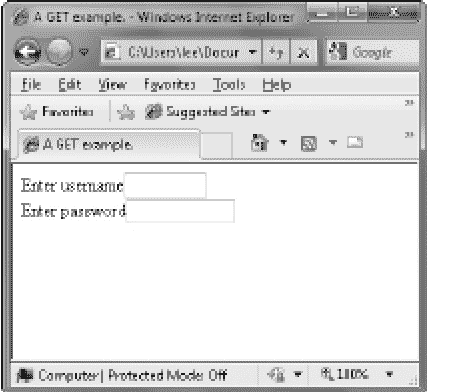 A GET example. - Windows Internet Explorer
C:\Users\lee\Docur
Google
File Edit View Favorites Tools Help
Favorites Suggested Sites
A GET example.
Enter username
Enter password
Computer | Protected Mode: Off 100%